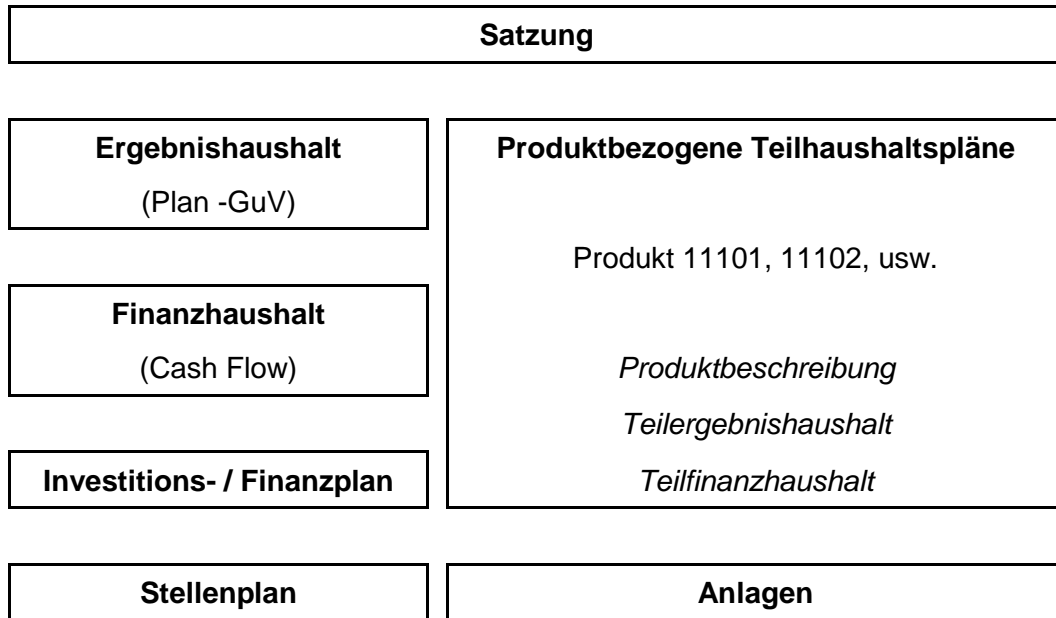 Satzung
Ergebnishaushalt
(Plan -GuV)
Finanzhaushalt
(Cash Flow)
Investitions- / Finanzplan
Produktbezogene Teilhaushaltspläne
Produkt 11101, 11102, usw.
Produktbeschreibung
Teilergebnishaushalt
Teilfinanzhaushalt
Stellenplan
Anlagen